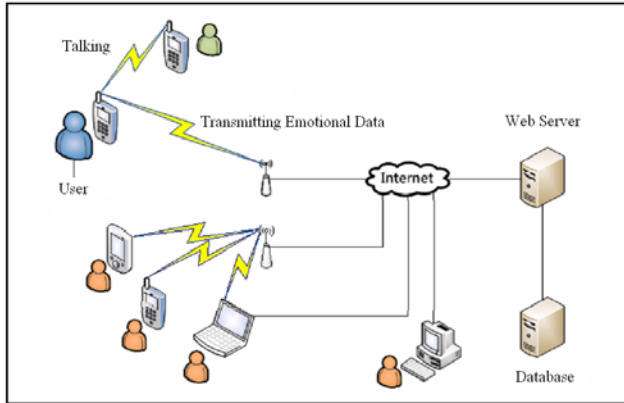 Talking
Transmitting Emotional Data
Web Server
Internet
User
Database